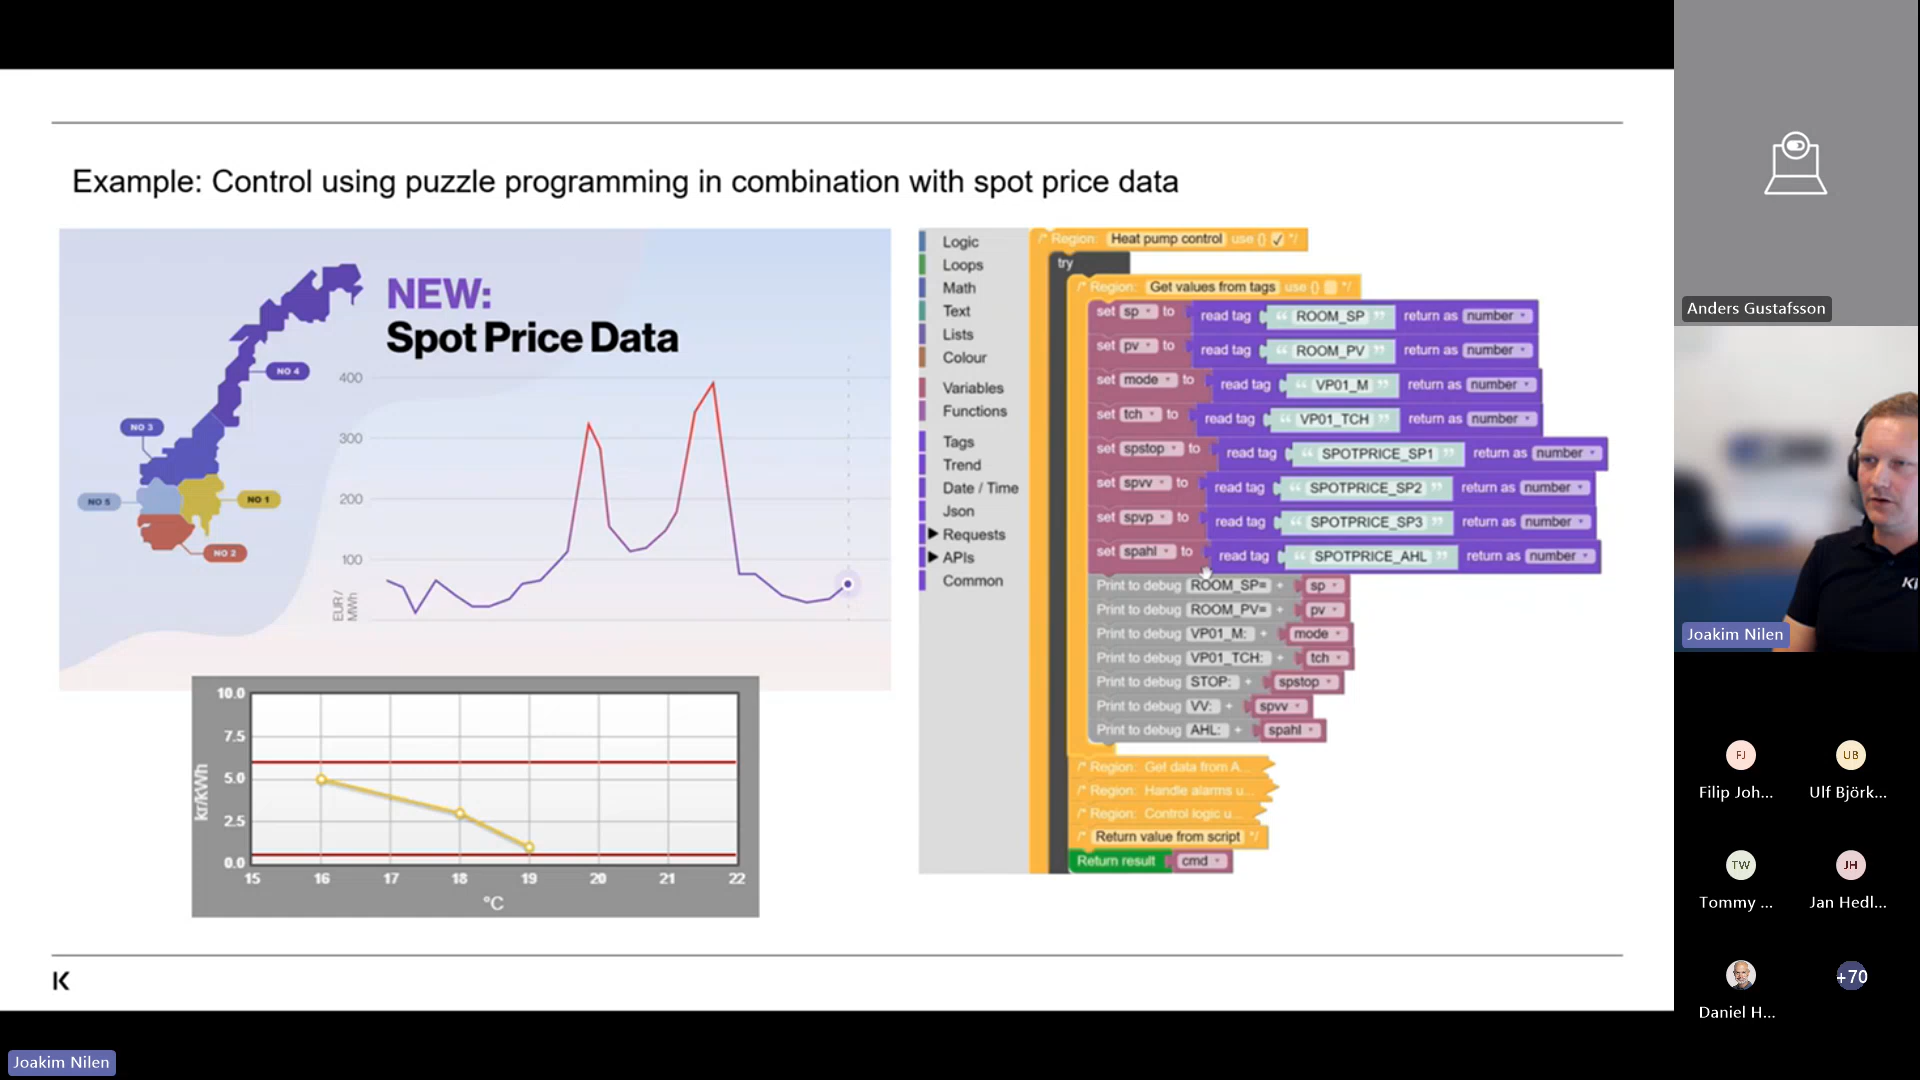 Example: Control using puzzle programming in combination with spot price data
NEW:
Spot Price Data
NO 4
NO 3
NO 5
NO 1
NO 2
400
300
200
100
EUR/
MWh
10.0
7.5
5.0
2.5
0.0
kr/kWh
15 16 17 18 19 20 21 22
°C
Logic
Loops
Math
Text
Lists
Colour
Variables
Functions
Tags
Trend
Date / Time
Json
Requests
APIs
Common
/* Region: Heat pump control use {} */
try
/* Region: Get values from tags use {} */
set sp to read tag “ ROOM_SP ” return as number
set pv to read tag “ ROOM_PV ” return as number
set mode to read tag “ VP01_M ” return as number
set tch to read tag “ VP01_TCH ” return as number
set spstop to read tag “ SPOTPRICE_SP1 ” return as number
set spvv to read tag “ SPOTPRICE_SP2 ” return as number
set spvp to read tag “ SPOTPRICE_SP3 ” return as number
set spahl to read tag “ SPOTPRICE_AHL ” return as number
Print to debug ROOM_SP= + sp
Print to debug ROOM_PV= + pv
Print to debug VP01_M: + mode
Print to debug VP01_TCH: + tch
Print to debug STOP: + spstop
Print to debug VV: + spvv
Print to debug AHL: + spahl
/* Region: Get data from A...
/* Region: Handle alarms u...
/* Region: Control logic u...
/* Return value from script */
Return result cmd
K
Joakim Nilen
Anders Gustafsson
KI
Joakim Nilen
FJ
UB
Filip Joh...
Ulf Björk...
TW
JH
Tommy ...
Jan Hedl...
+70
Daniel H...